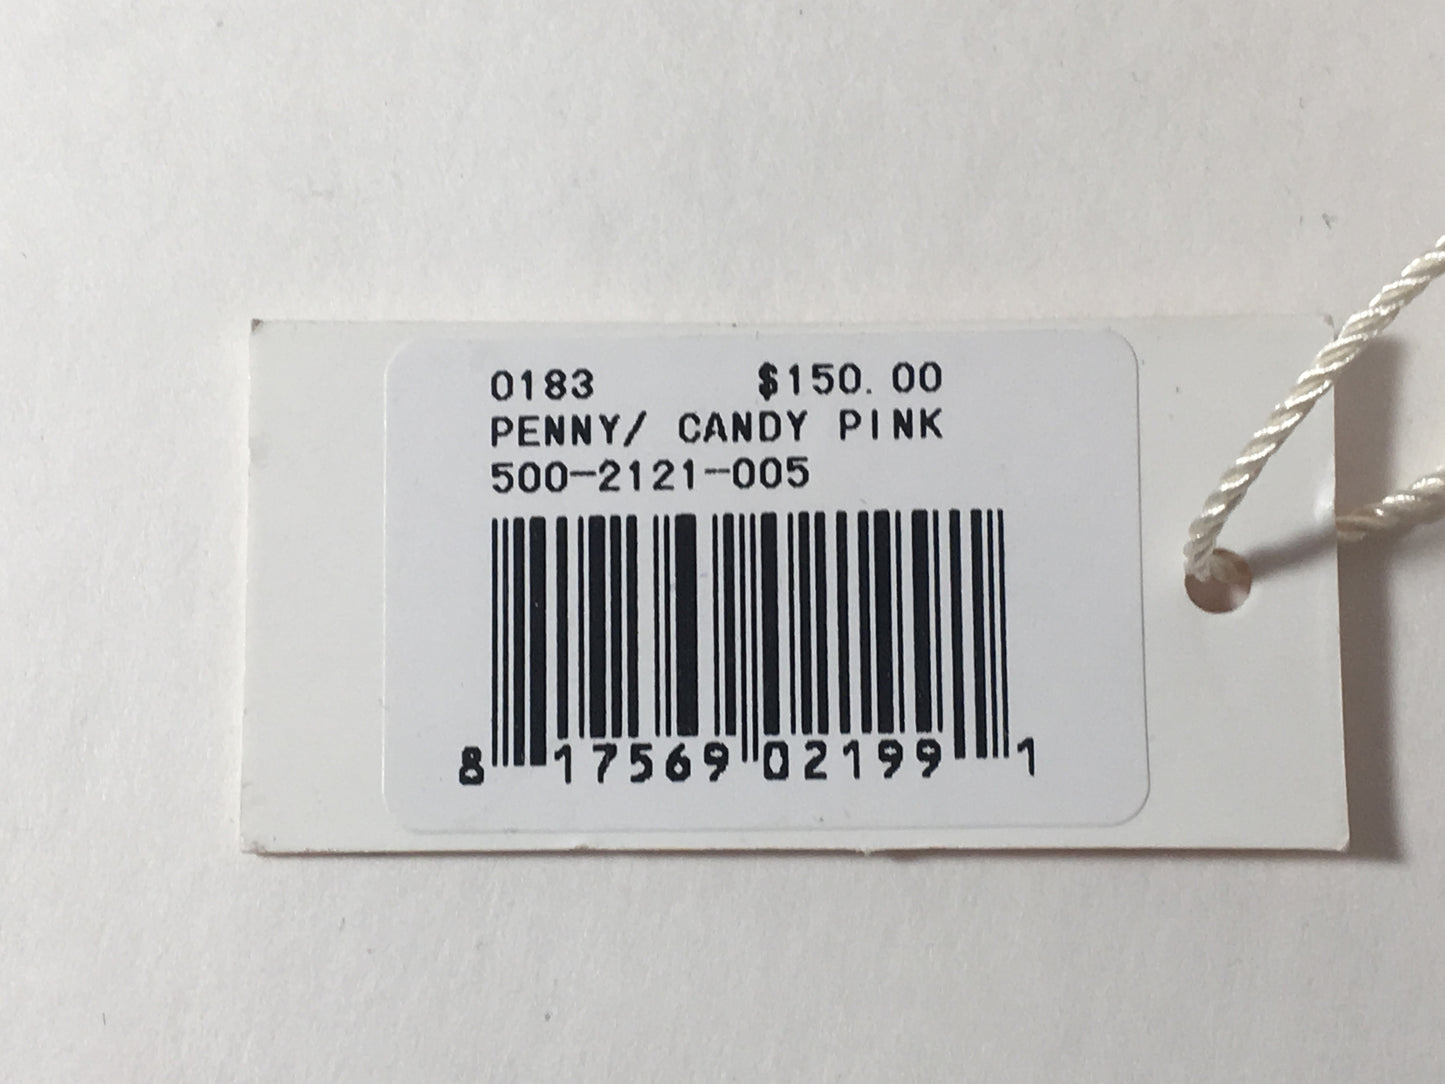 0183 $150.00
PENNY/ CANDY PINK
500-2121-005
8 17569 02199 1